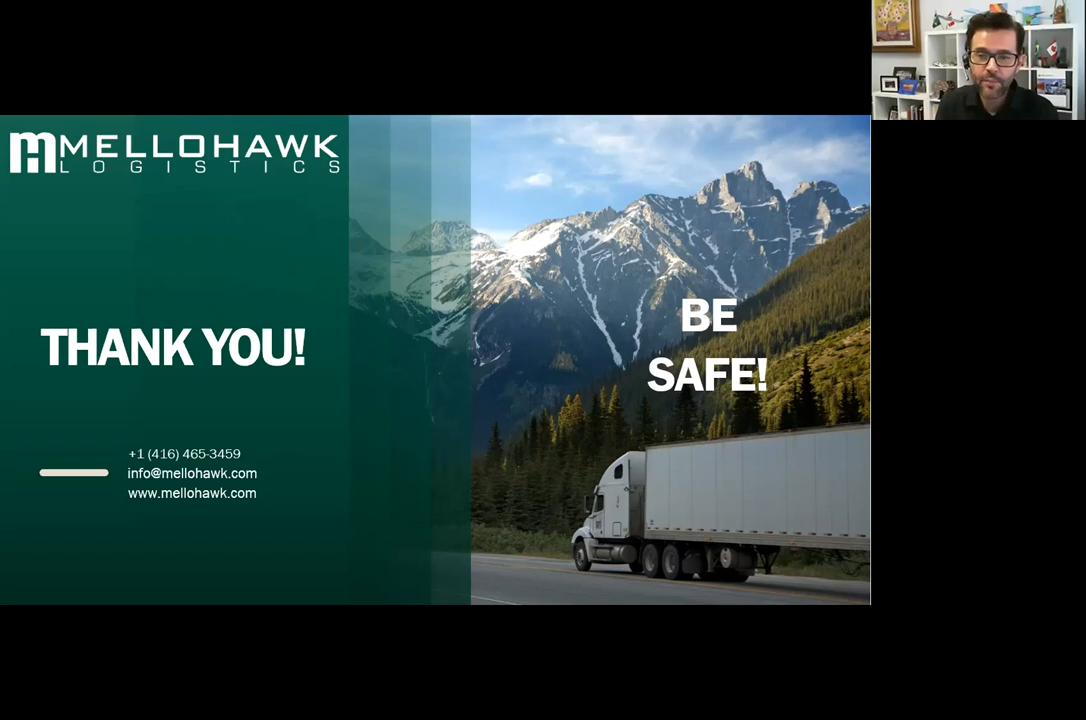 MELLOHAWK
LOGISTICS
THANK YOU!
+1 (416) 465-3459
info@mellohawk.com
www.mellohawk.com
BE
SAFE!